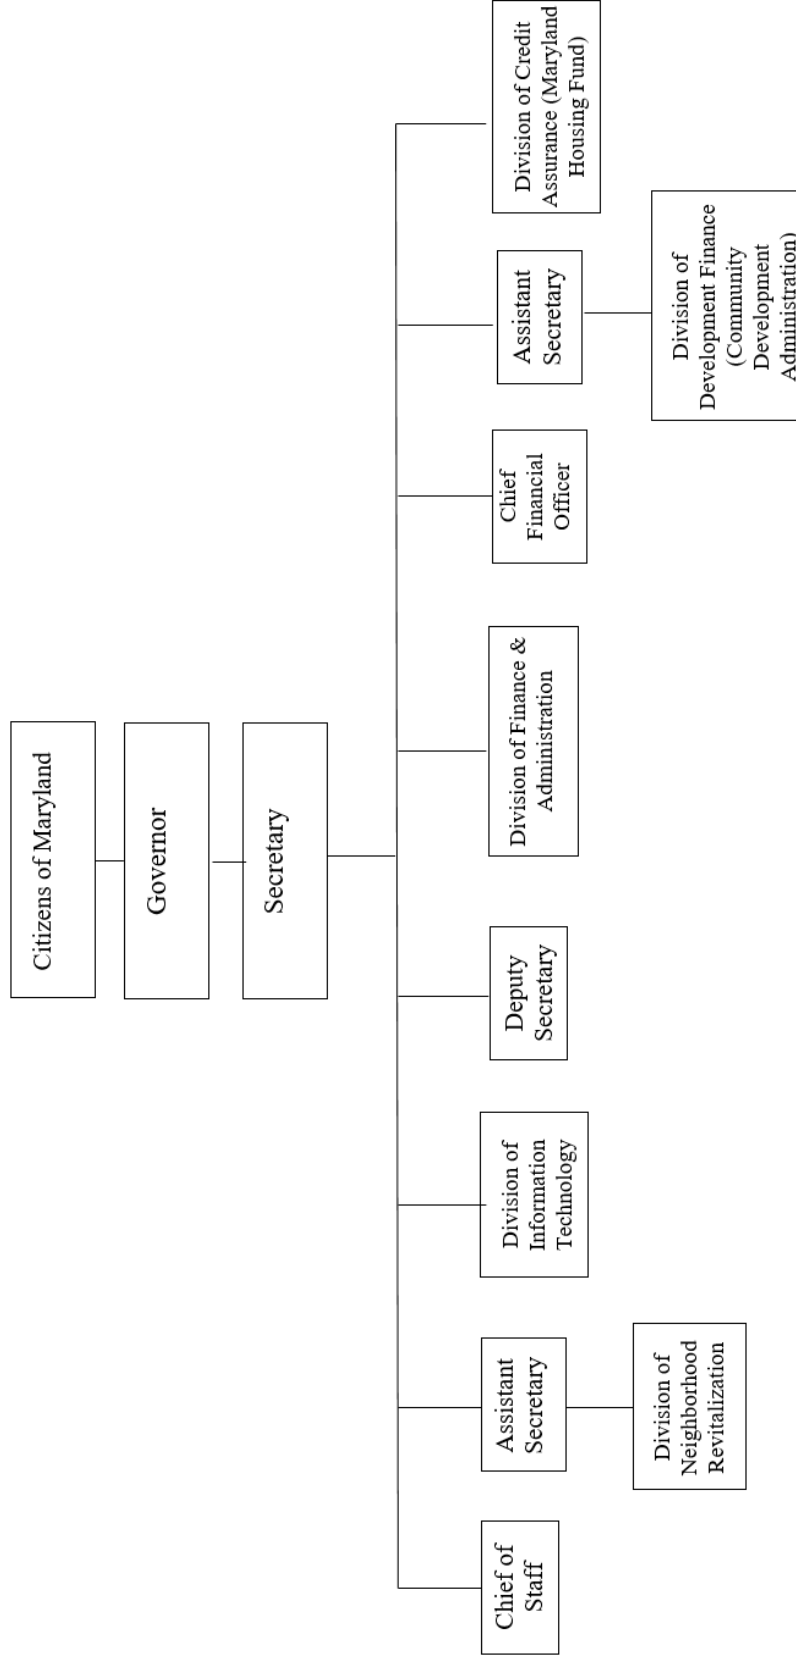 Citizens of Maryland
Governor
Secretary
Chief of
Staff
Assistant
Secretary
Division of
Information
Technology
Deputy
Secretary
Division of Finance &
Administration
Chief
Financial
Officer
Assistant
Secretary
Division of Credit
Assurance (Maryland
Housing Fund)
Division of
Neighborhood
Revitalization
Division of
Development Finance
(Community
Development
Administration)